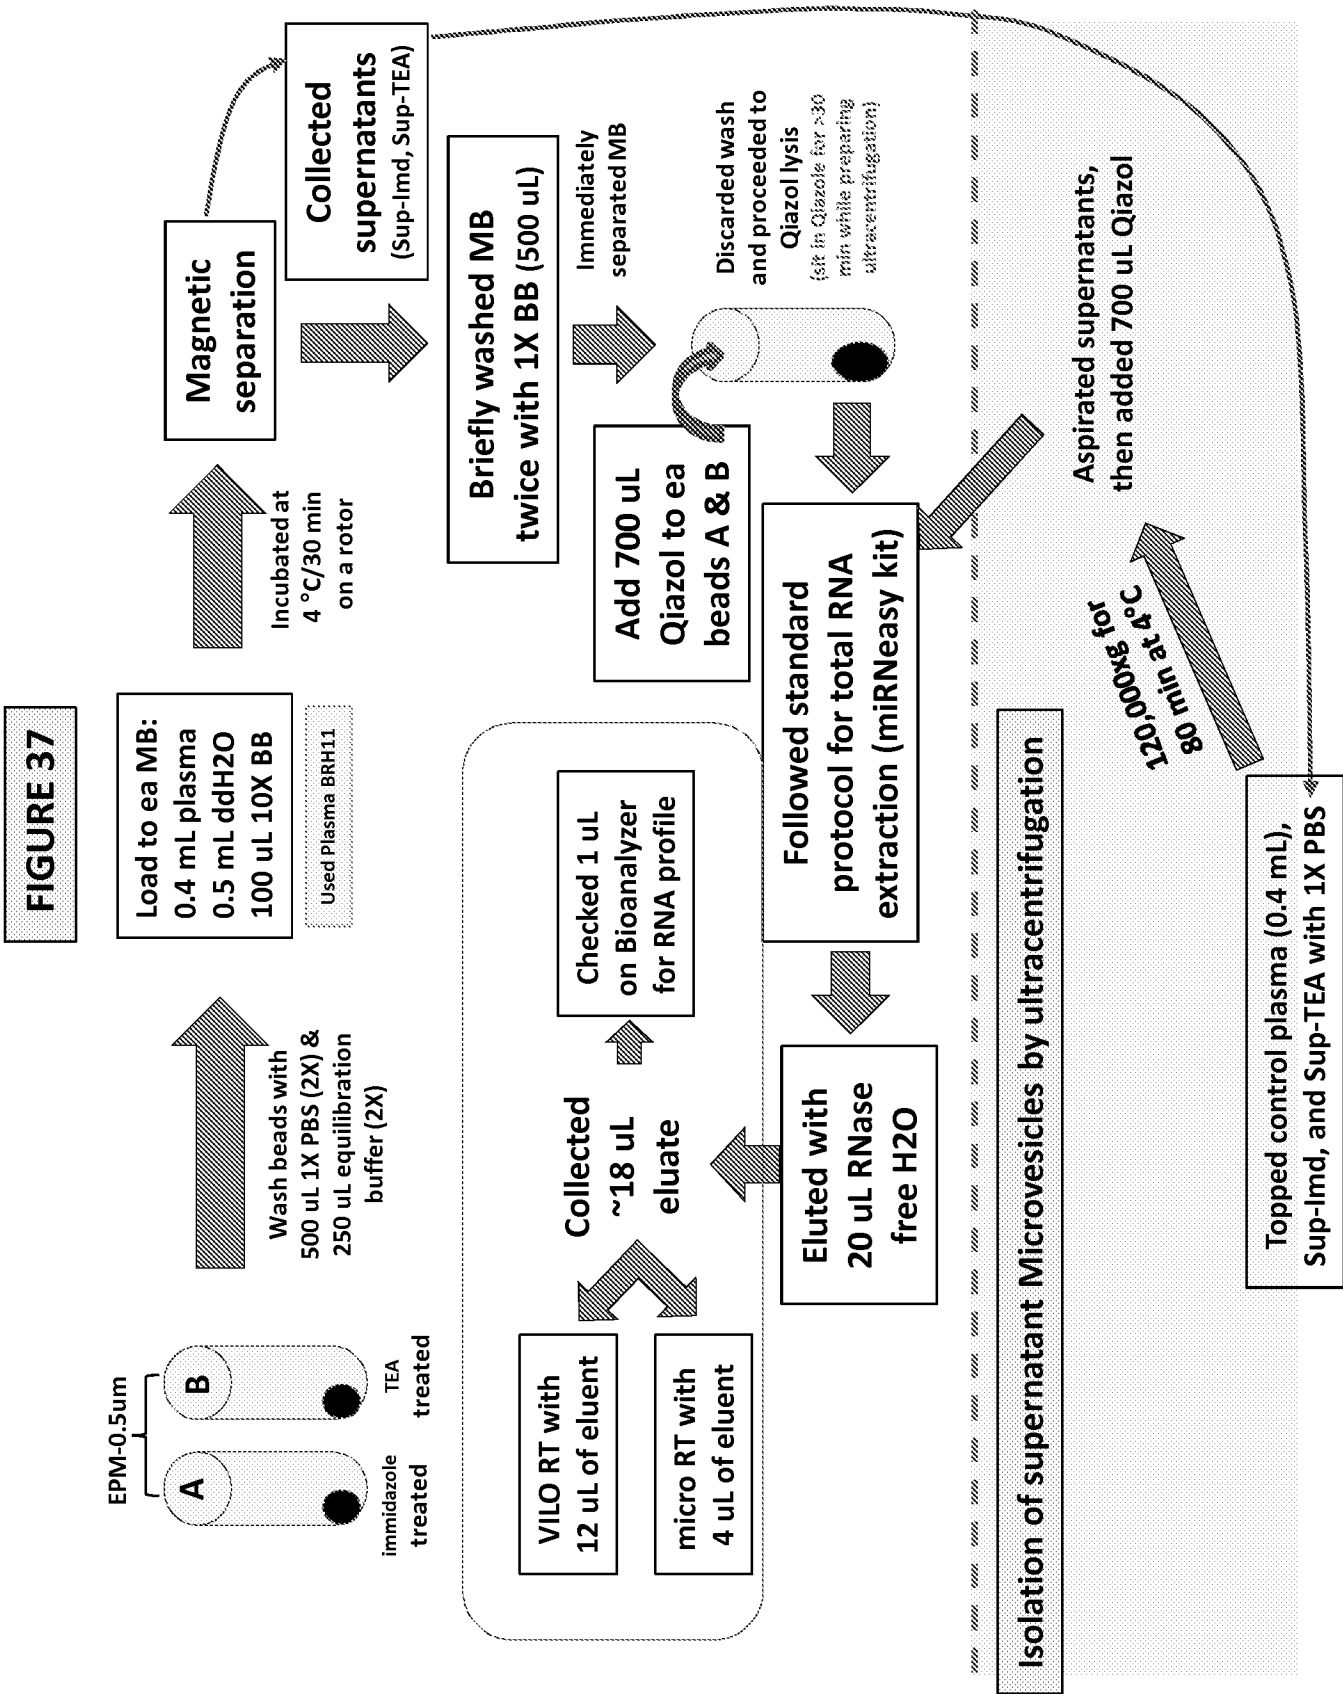 FIGURE 37
EPM-0.5um
A
B
immidazole
treated
TEA
treated
Wash beads with
500 uL 1X PBS (2X) &
250 uL equilibration
buffer (2X)
Load to ea MB:
0.4 mL plasma
0.5 mL ddH2O
100 uL 10X BB
Used Plasma BRH11
Incubated at
4 °C/30 min
on a rotor
Magnetic
separation
Collected
supernatants
(Sup-Imd, Sup-TEA)
Briefly washed MB
twice with 1X BB (500 uL)
Immediately
separated MB
Add 700 uL
Qiazol to ea
beads A & B
Discarded wash
and proceeded to
Qiazol lysis
(sit in Qiazole for >30
min while preparing
ultracentrifugation)
Followed standard
protocol for total RNA
extraction (miRNeasy kit)
Eluted with
20 uL RNase
free H2O
Collected
~18 uL
eluate
Checked 1 uL
on Bioanalyzer
for RNA profile
VILO RT with
12 uL of eluent
micro RT with
4 uL of eluent
Isolation of supernatant Microvesicles by ultracentrifugation
Topped control plasma (0.4 mL),
Sup-Imd, and Sup-TEA with 1X PBS
120,000xg for
80 min at 4°C
Aspirated supernatants,
then added 700 uL Qiazol